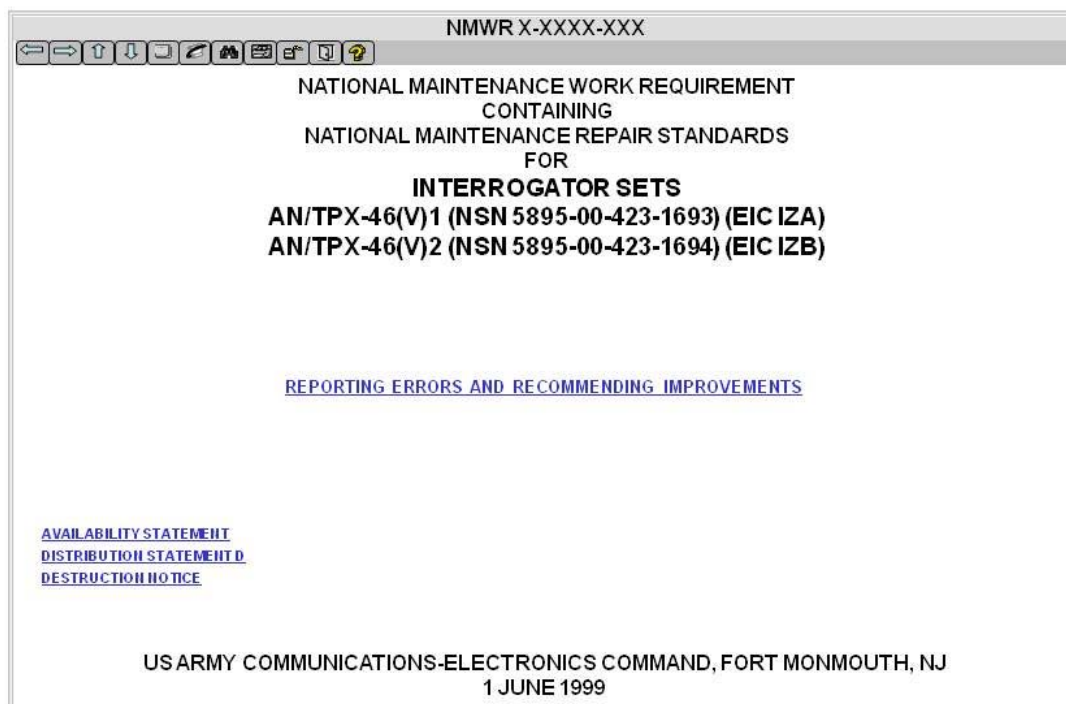 NMWR X-XXXX-XXX
NATIONAL MAINTENANCE WORK REQUIREMENT
CONTAINING
NATIONAL MAINTENANCE REPAIR STANDARDS
FOR
INTERROGATOR SETS
AN/TPX-46(V)1 (NSN 5895-00-423-1693) (EIC IZA)
AN/TPX-46(V)2 (NSN 5895-00-423-1694) (EIC IZB)
REPORTING ERRORS AND RECOMMENDING IMPROVEMENTS
AVAILABILITY STATEMENT
DISTRIBUTION STATEMENT D
DESTRUCTION NOTICE
US ARMY COMMUNICATIONS-ELECTRONICS COMMAND, FORT MONMOUTH, NJ
1 JUNE 1999